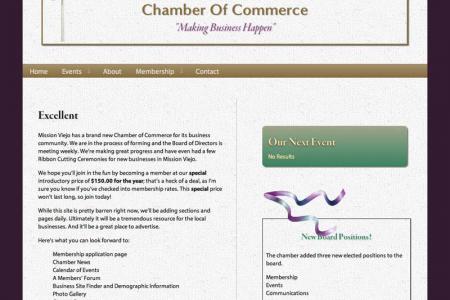 Chamber Of Commerce
"Making Business Happen"
Home Events About Membership Contact
Excellent
Mission Viejo has a brand new Chamber of Commerce for its business
community. We are in the process of forming and the Board of Directors is
meeting weekly. We're making great progress and have even had a few
Ribbon Cutting Ceremonies for new businesses in Mission Viejo.
We hope you'll join in the fun by becoming a member at our special
introductory price of $150.00 for the year; that's a heck of a deal, as I'm
sure you know if you've checked into membership rates. This special price
won't last long, so join today!
While this site is pretty barren right now, we'll be adding sections and
pages daily. Ultimately it will be a tremendous resource for the local
businesses. And it'll be a great place to advertise.
Here's what you can look forward to:
Membership application page
Chamber News
Calendar of Events
A Members' Forum
Business Site Finder and Demographic Information
Photo Gallery
Our Next Event
No Results
New Board Positions!
The chamber added three new elected positions to the
board.
Membership
Events
Communications